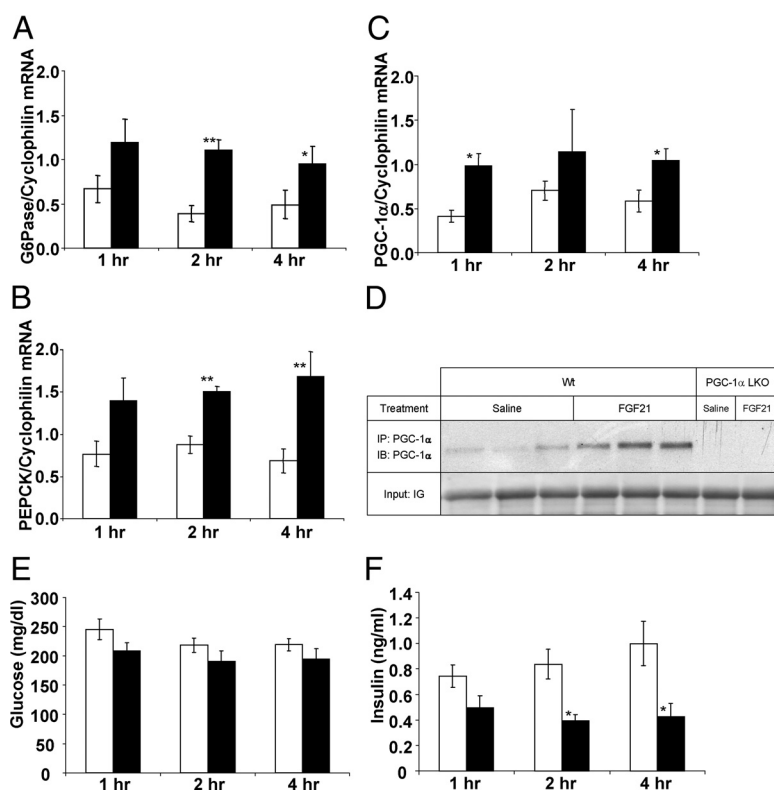 A
G6Pase/Cyclophilin mRNA
2.0
1.5
1.0
0.5
0.0
**
*
1 hr 2 hr 4 hr
B
PEPCK/Cyclophilin mRNA
2.0
1.5
1.0
0.5
0.0
**
**
1 hr 2 hr 4 hr
C
PGC-1α/Cyclophilin mRNA
2.0
1.5
1.0
0.5
0.0
*
*
1 hr 2 hr 4 hr
D
Wt PGC-1α LKO
Treatment Saline FGF21 Saline FGF21
IP: PGC-1α
IB: PGC-1α
Input: IG
E
Glucose (mg/dl)
300
250
200
150
100
50
0
1 hr 2 hr 4 hr
F
Insulin (ng/ml)
1.4
1.2
1.0
0.8
0.6
0.4
0.2
0
*
*
1 hr 2 hr 4 hr